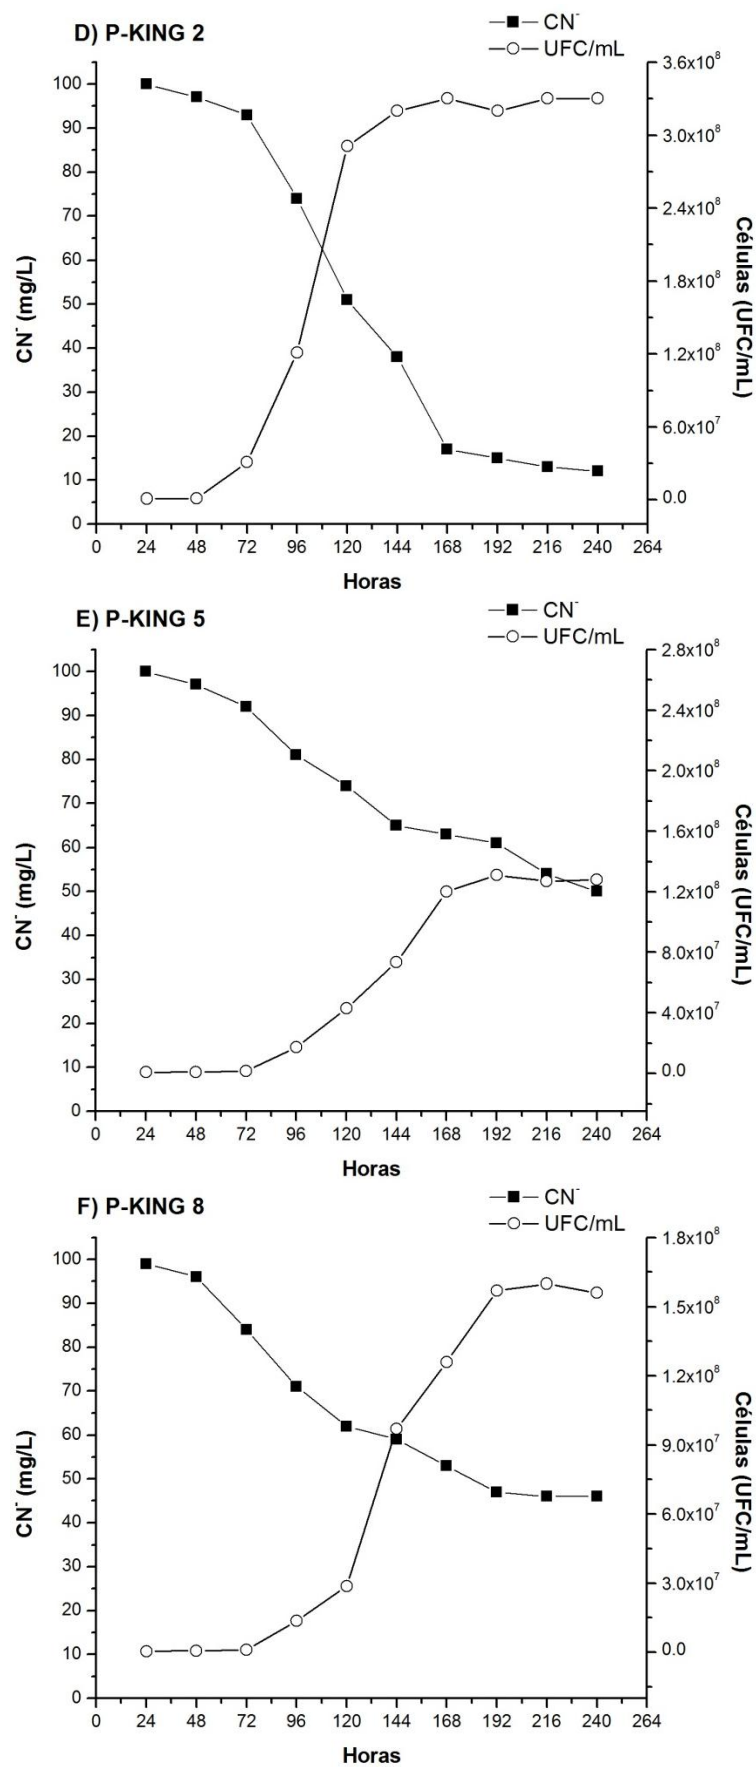 D) P-KING 2
CN⁻
UFC/mL
100
90
80
70
60
50
40
30
20
10
0
CN⁻ (mg/L)
3.6x10⁸
3.0x10⁸
2.4x10⁸
1.8x10⁸
1.2x10⁸
6.0x10⁷
0.0
Células (UFC/mL)
0 24 48 72 96 120 144 168 192 216 240 264
Horas
E) P-KING 5
CN⁻
UFC/mL
100
90
80
70
60
50
40
30
20
10
0
CN⁻ (mg/L)
2.8x10⁸
2.4x10⁸
2.0x10⁸
1.6x10⁸
1.2x10⁸
8.0x10⁷
4.0x10⁷
0.0
Células (UFC/mL)
0 24 48 72 96 120 144 168 192 216 240 264
Horas
F) P-KING 8
CN⁻
UFC/mL
100
90
80
70
60
50
40
30
20
10
0
CN⁻ (mg/L)
1.8x10⁸
1.5x10⁸
1.2x10⁸
9.0x10⁷
6.0x10⁷
3.0x10⁷
0.0
Células (UFC/mL)
0 24 48 72 96 120 144 168 192 216 240 264
Horas